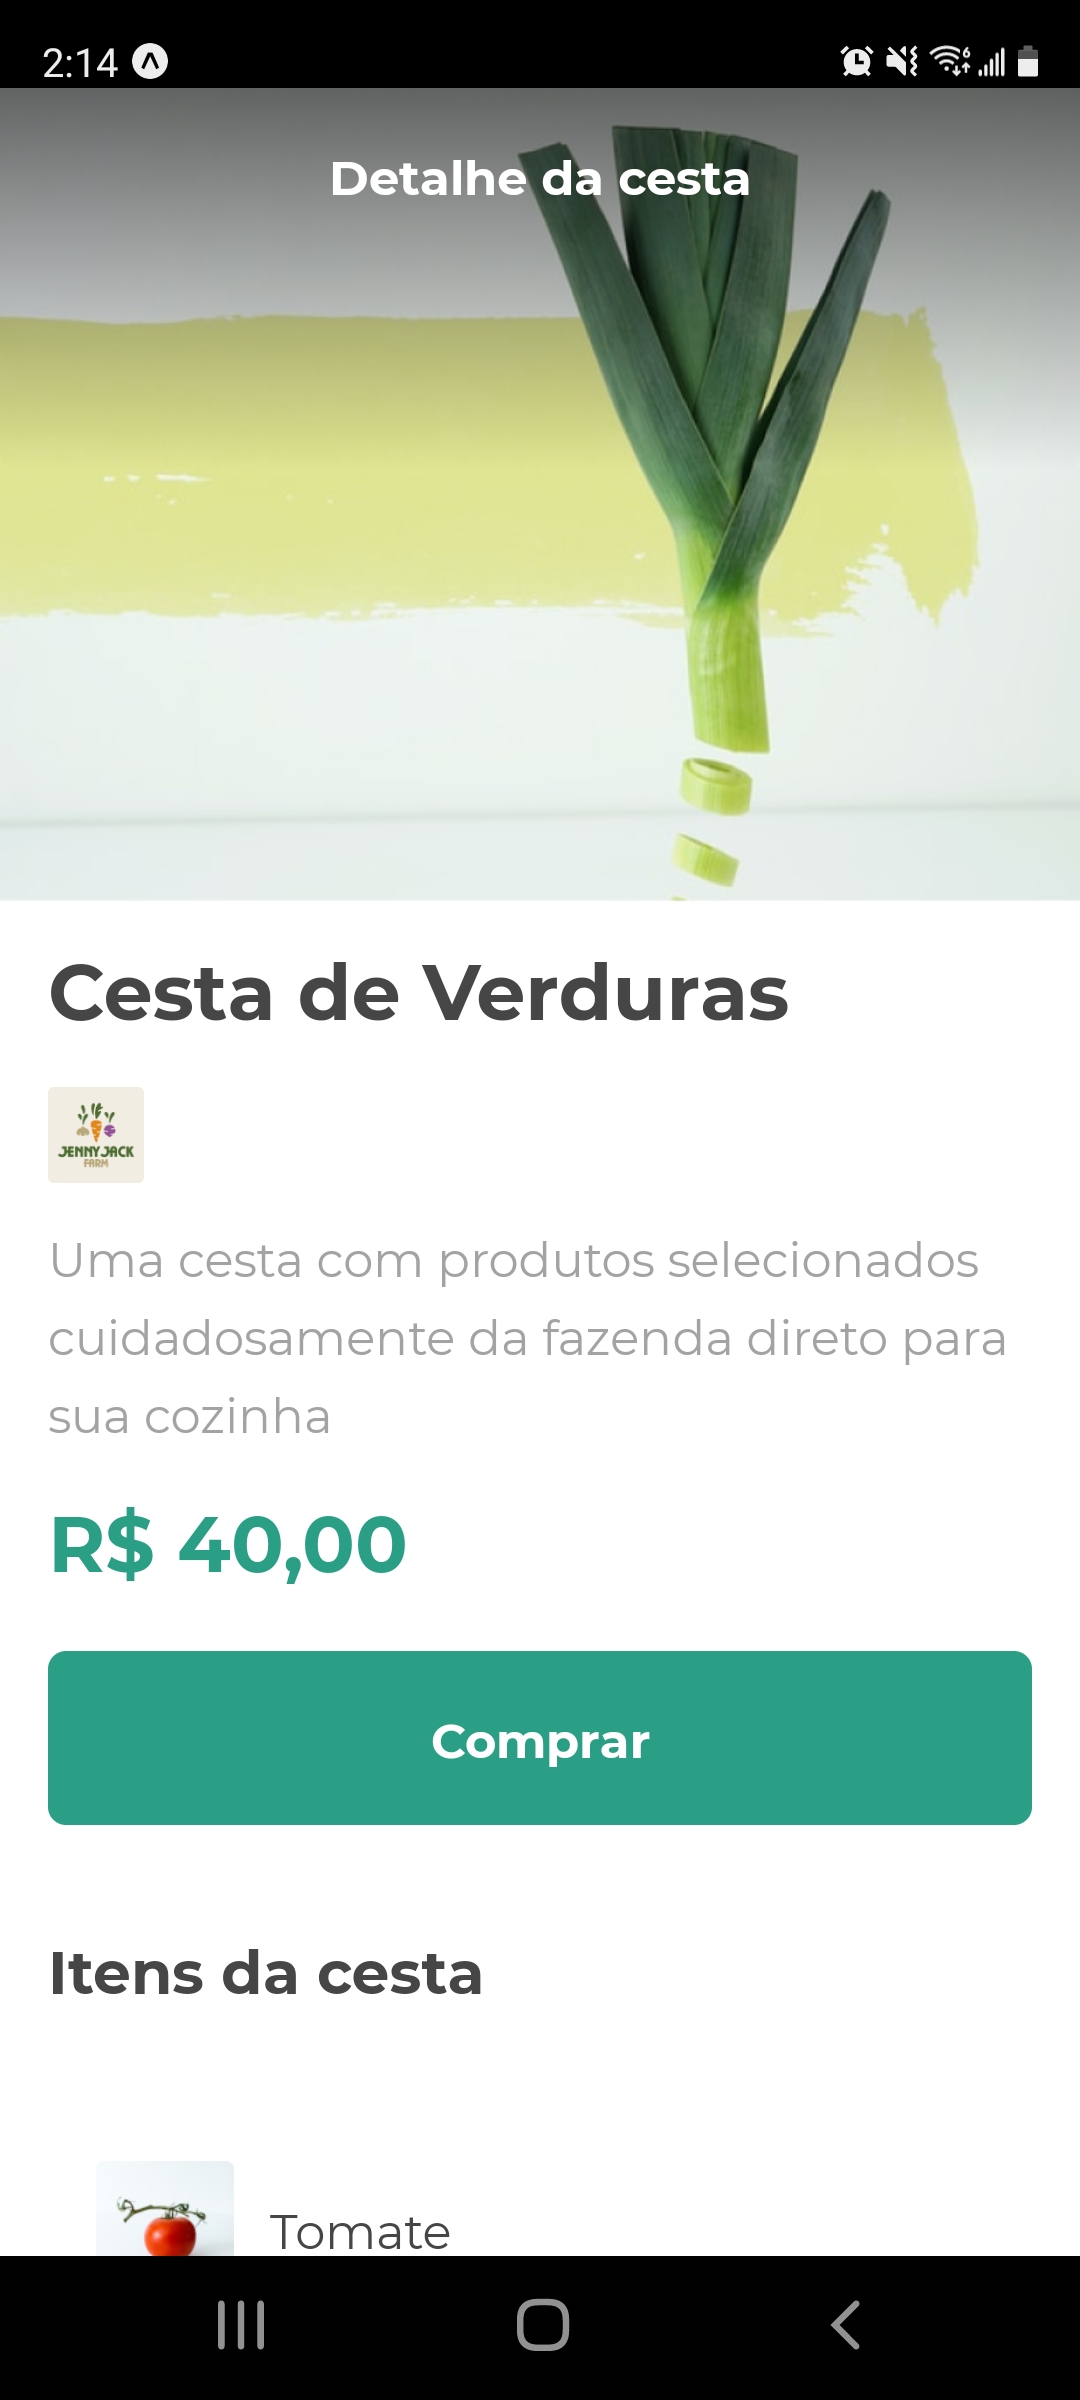 2:14
6
Detalhe da cesta
Cesta de Verduras
JENNY JACK
FARM
Uma cesta com produtos selecionados
cuidadosamente da fazenda direto para
sua cozinha
R$ 40,00
Comprar
Itens da cesta
Tomate